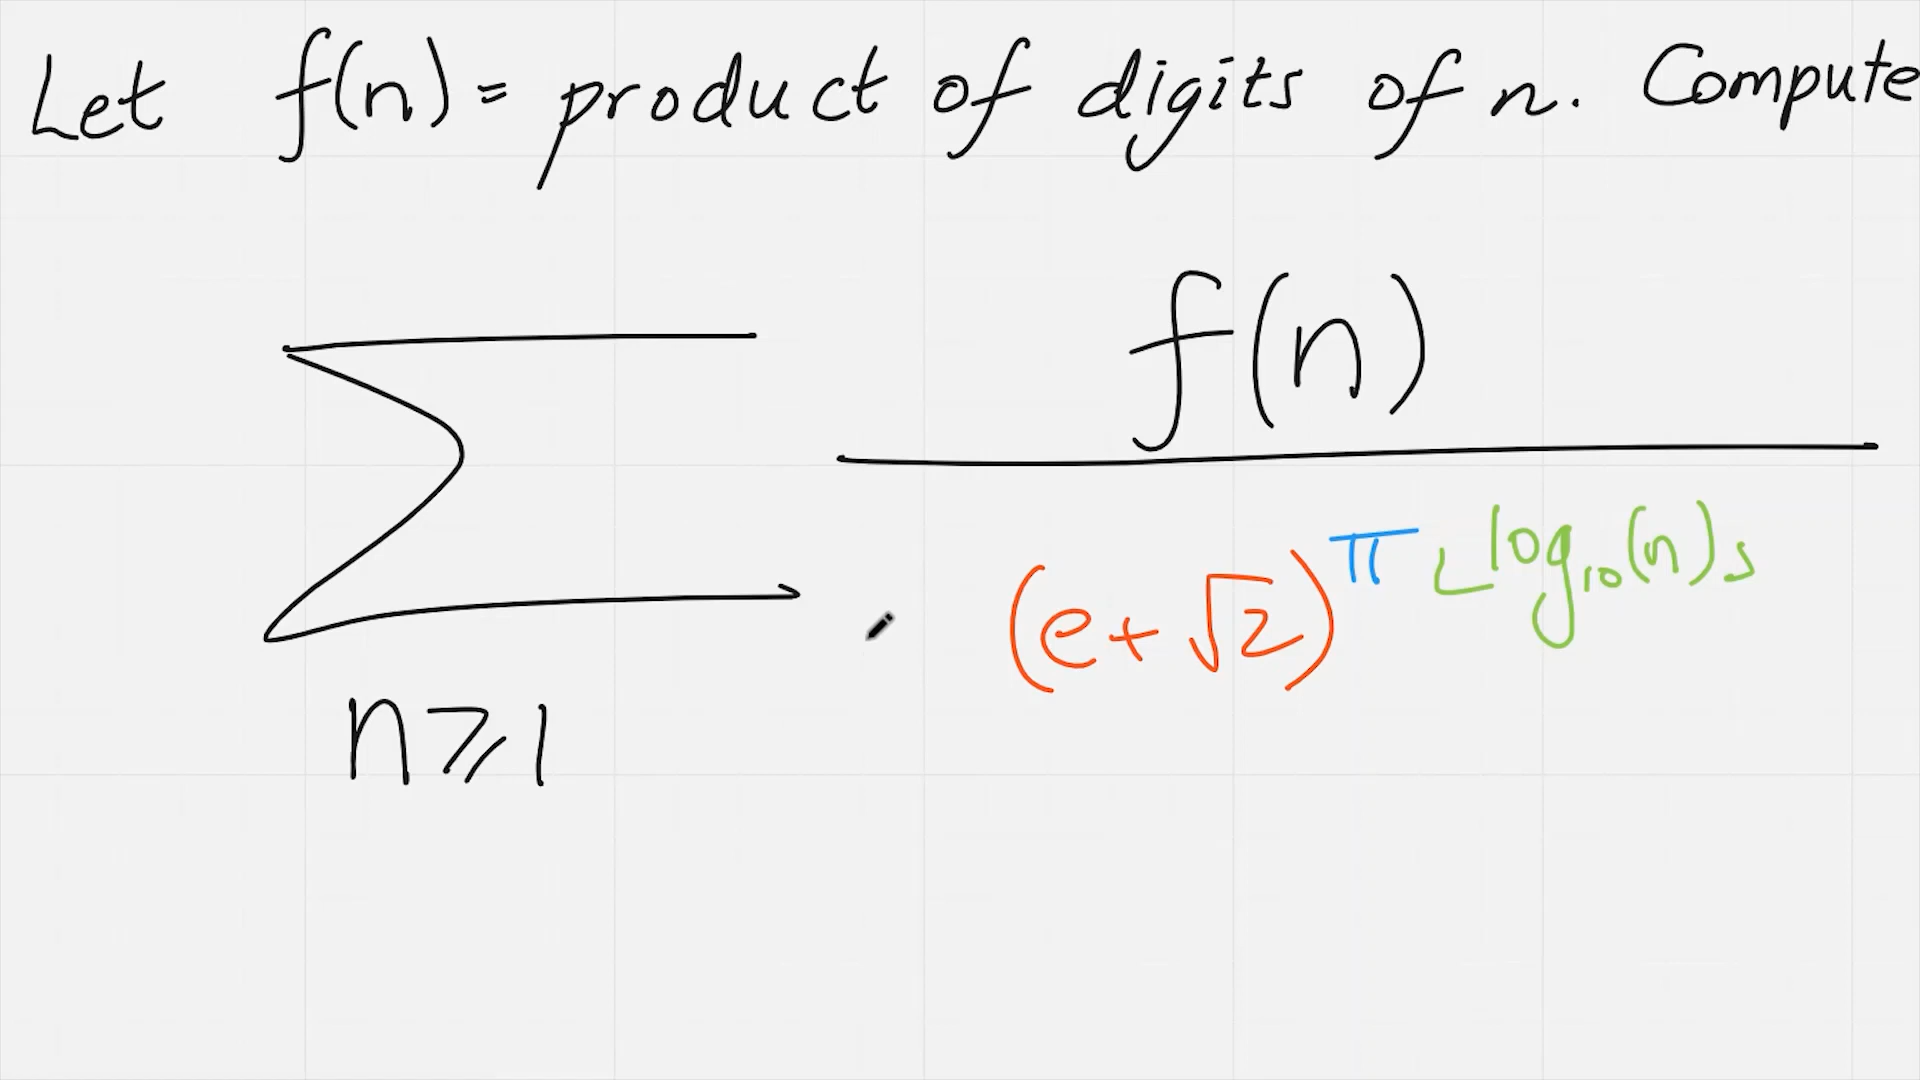 Let f(n) = product of digits of n. Compute
∑ f(n)
(e+√2)^π⌊log₁₀(n)⌋
n⩾1